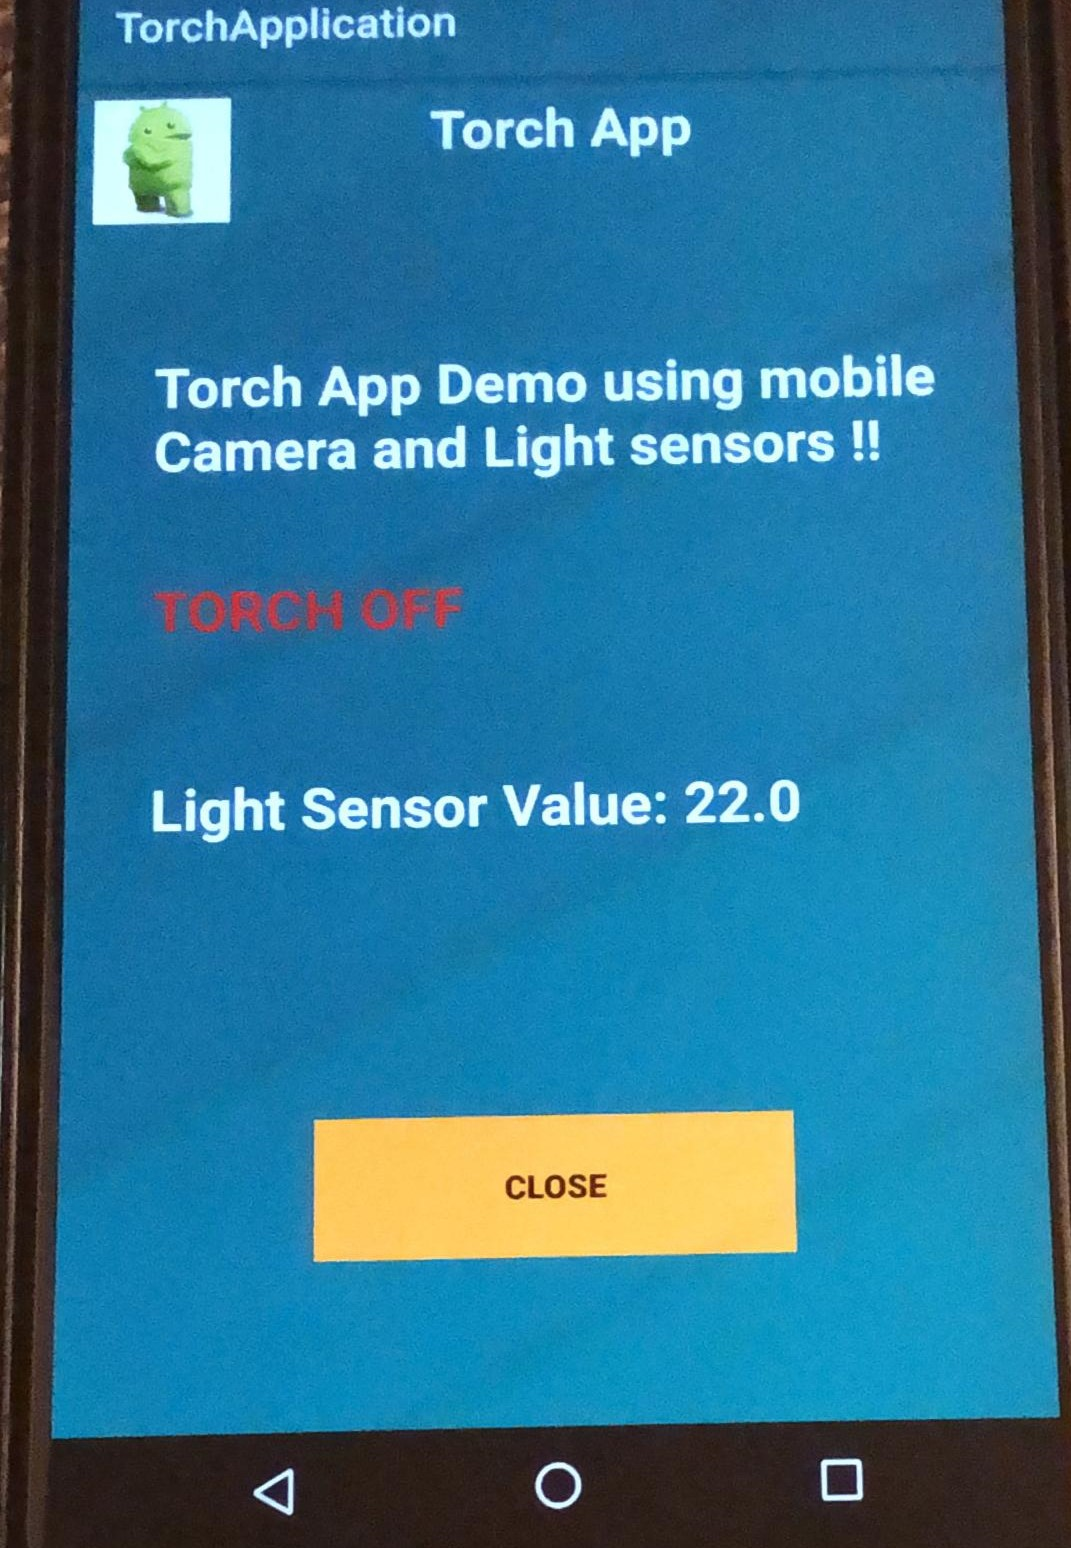 TorchApplication
Torch App
Torch App Demo using mobile
Camera and Light sensors !!
TORCH OFF
Light Sensor Value: 22.0
CLOSE